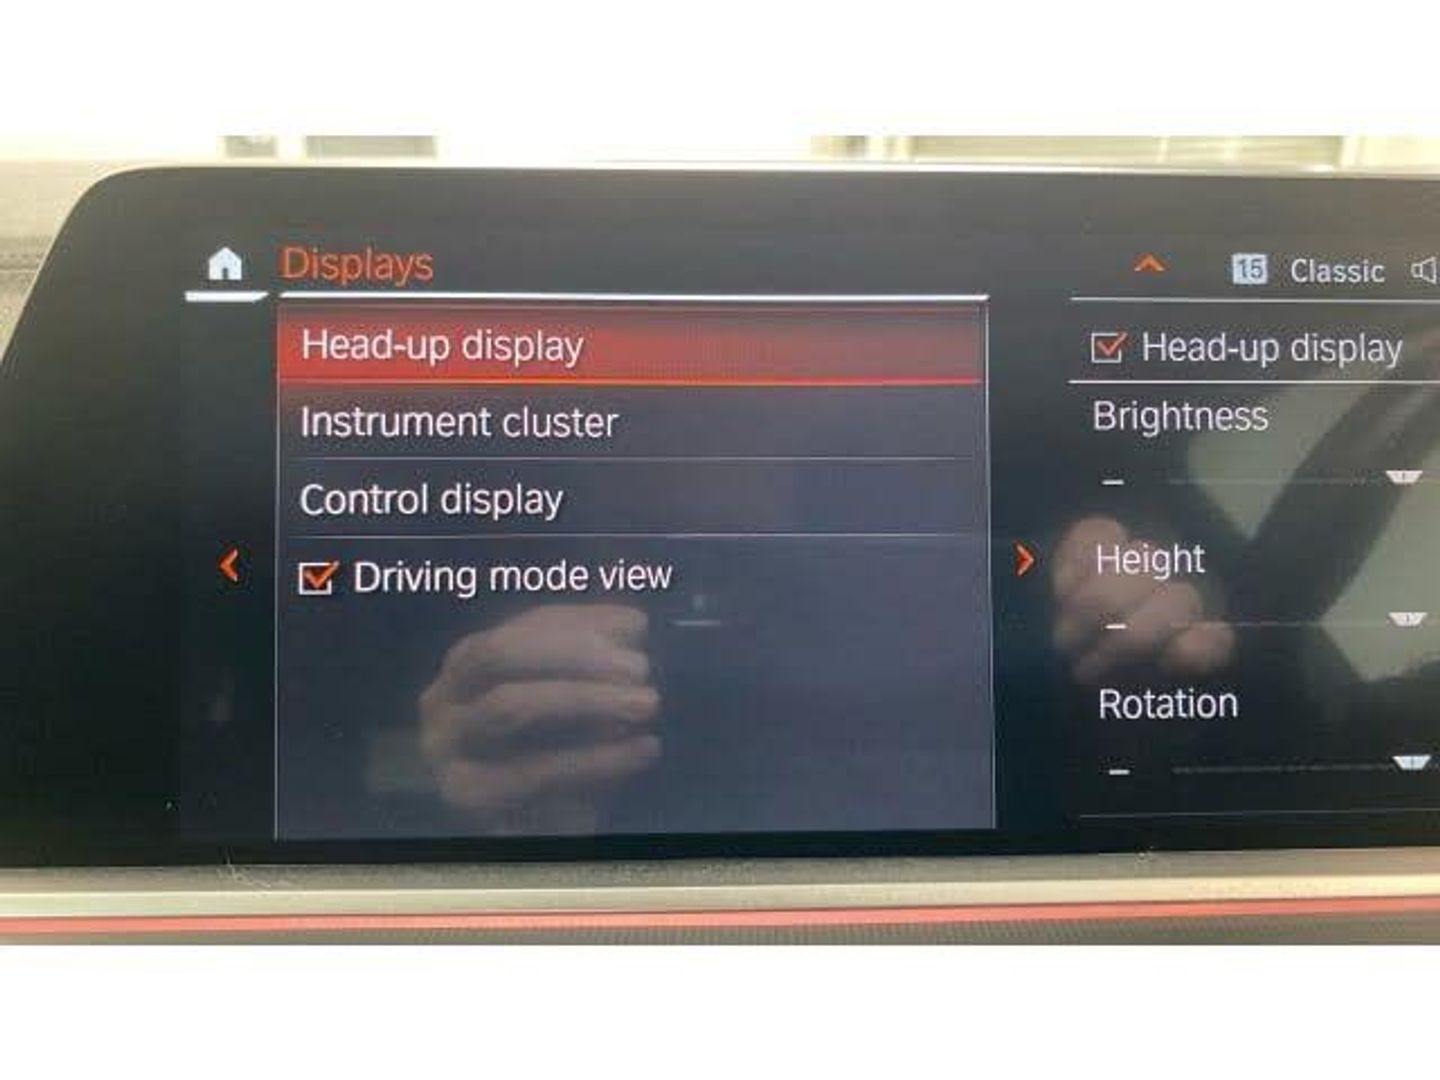 Displays
Head-up display
Instrument cluster
Control display
Driving mode view
15 Classic
Head-up display
Brightness
Height
Rotation